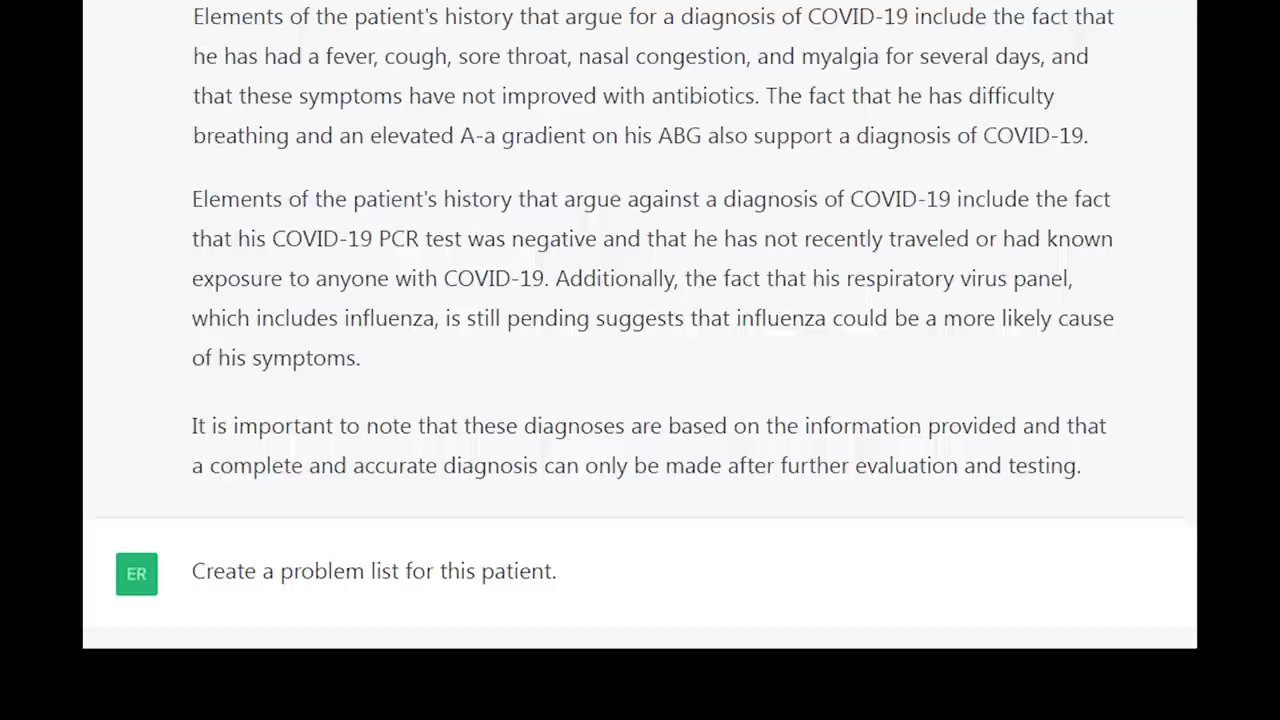 Elements of the patient's history that argue for a diagnosis of COVID-19 include the fact that
he has had a fever, cough, sore throat, nasal congestion, and myalgia for several days, and
that these symptoms have not improved with antibiotics. The fact that he has difficulty
breathing and an elevated A-a gradient on his ABG also support a diagnosis of COVID-19.
Elements of the patient's history that argue against a diagnosis of COVID-19 include the fact
that his COVID-19 PCR test was negative and that he has not recently traveled or had known
exposure to anyone with COVID-19. Additionally, the fact that his respiratory virus panel,
which includes influenza, is still pending suggests that influenza could be a more likely cause
of his symptoms.
It is important to note that these diagnoses are based on the information provided and that
a complete and accurate diagnosis can only be made after further evaluation and testing.
ER Create a problem list for this patient.